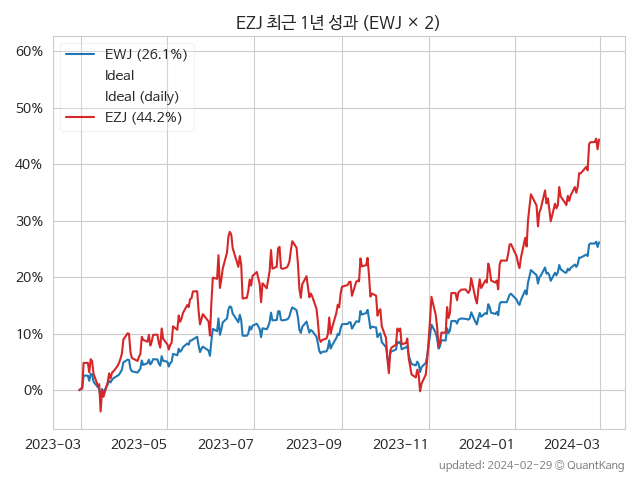 EZJ 최근 1년 성과 (EWJ × 2)
EWJ (26.1%)
Ideal
Ideal (daily)
EZJ (44.2%)
60%
50%
40%
30%
20%
10%
0%
2023-03 2023-05 2023-07 2023-09 2023-11 2024-01 2024-03
updated: 2024-02-29 © QuantKang